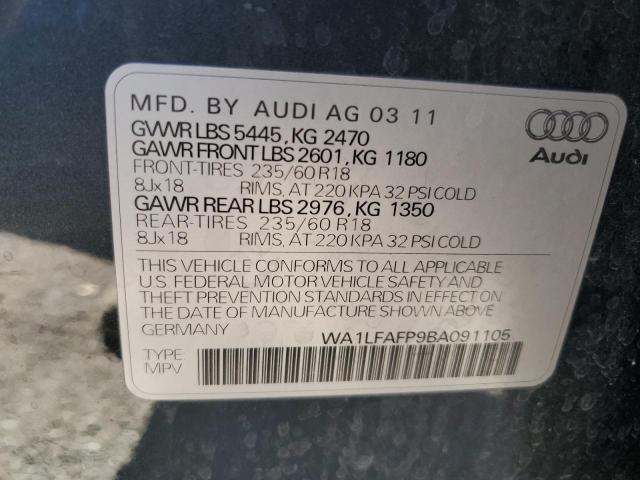 MFD. BY AUDI AG 03 11
GVWR LBS 5445, KG 2470
GAWR FRONT LBS 2601, KG 1180
FRONT-TIRES 235/60 R18
8Jx18 RIMS, AT 220 KPA 32 PSI COLD
GAWR REAR LBS 2976, KG 1350
REAR-TIRES 235/60 R18
8Jx18 RIMS, AT 220 KPA 32 PSI COLD
Audi
THIS VEHICLE CONFORMS TO ALL APPLICABLE
U.S. FEDERAL MOTOR VEHICLE SAFETY AND
THEFT PREVENTION STANDARDS IN EFFECT ON
THE DATE OF MANUFACTURE SHOWN ABOVE.
GERMANY WA1LFAFP9BA091105
TYPE:
MPV